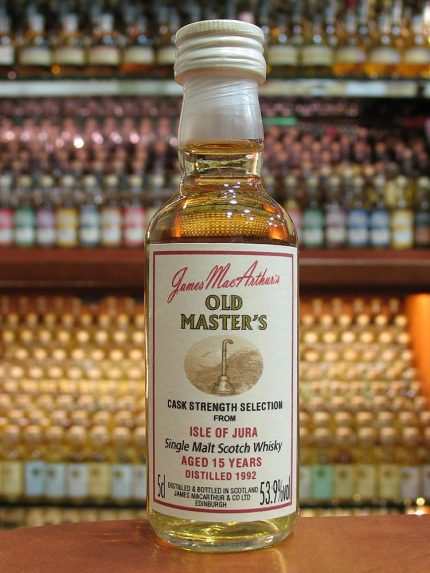 James MacArthur's
OLD
MASTER'S
CASK STRENGTH SELECTION
FROM
ISLE OF JURA
Single Malt Scotch Whisky
AGED 15 YEARS
DISTILLED 1992
5cl
DISTILLED & BOTTLED IN SCOTLAND
JAMES MACARTHUR & CO LTD
EDINBURGH
53.9%vol